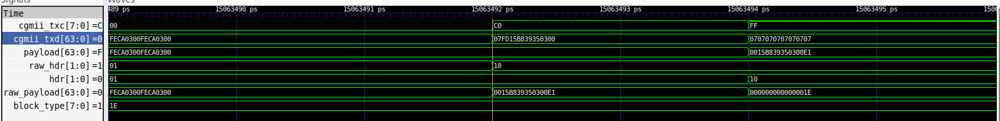 Signals Waves
Time 489 ps 15063490 ps 15063491 ps 15063492 ps 15063493 ps 15063494 ps 15063495 ps 1506
cgmii_txc[7:0] =C 00 C0 FF
cgmii_txd[63:0] =0 FECA0300FECA0300 07FD15B839350300 0707070707070707
payload[63:0] =F FECA0300FECA0300 0015B839350300E1
raw_hdr[1:0] =1 01 10
hdr[1:0] =0 01 10
raw_payload[63:0] =0 FECA0300FECA0300 0015B839350300E1 000000000000001E
block_type[7:0] =1 1E